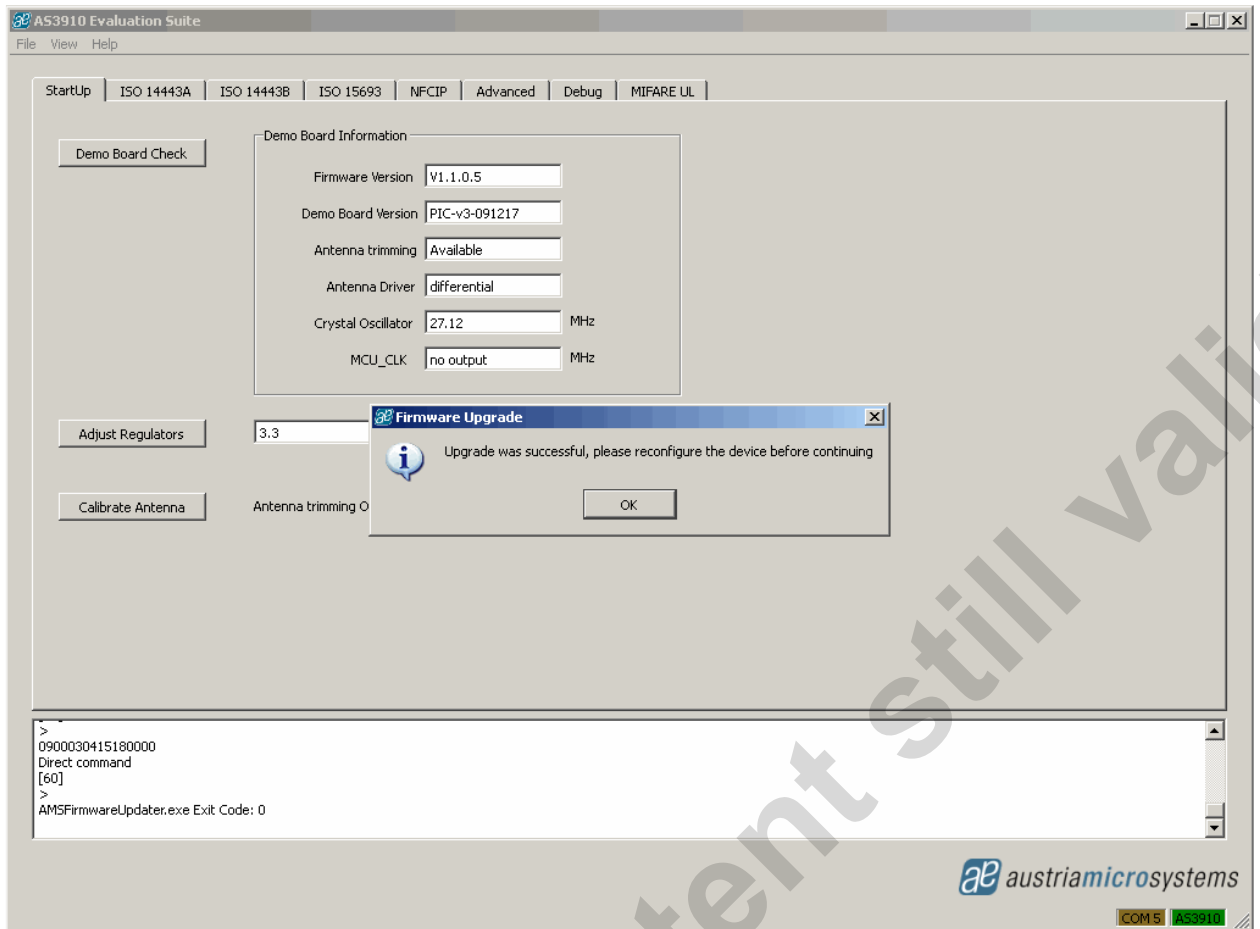 AS3910 Evaluation Suite
File View Help
StartUp ISO 14443A ISO 14443B ISO 15693 NFCIP Advanced Debug MIFARE UL
Demo Board Check
Demo Board Information
Firmware Version V1.1.0.5
Demo Board Version PIC-v3-091217
Antenna trimming Available
Antenna Driver differential
Crystal Oscillator 27.12 MHz
MCU_CLK no output MHz
Adjust Regulators 3.3
Firmware Upgrade
Upgrade was successful, please reconfigure the device before continuing
OK
Calibrate Antenna Antenna trimming O
>
0900030415180000
Direct command
[60]
>
AMSFirmwareUpdater.exe Exit Code: 0
austriamicrosystems
COM 5 AS3910
tent still valid